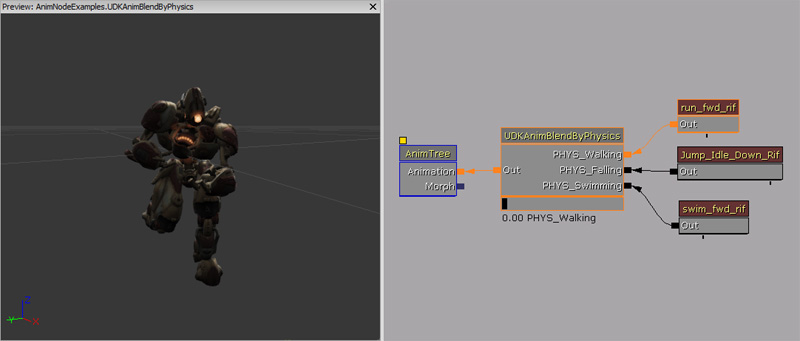 Preview: AnimNodeExamples.UDKAnimBlendByPhysics
Z
Y
X
AnimTree
Animation
Morph
UDKAnimBlendByPhysics
PHYS_Walking
Out
PHYS_Falling
PHYS_Swimming
0.00 PHYS_Walking
run_fwd_rif
Out
Jump_Idle_Down_Rif
Out
swim_fwd_rif
Out